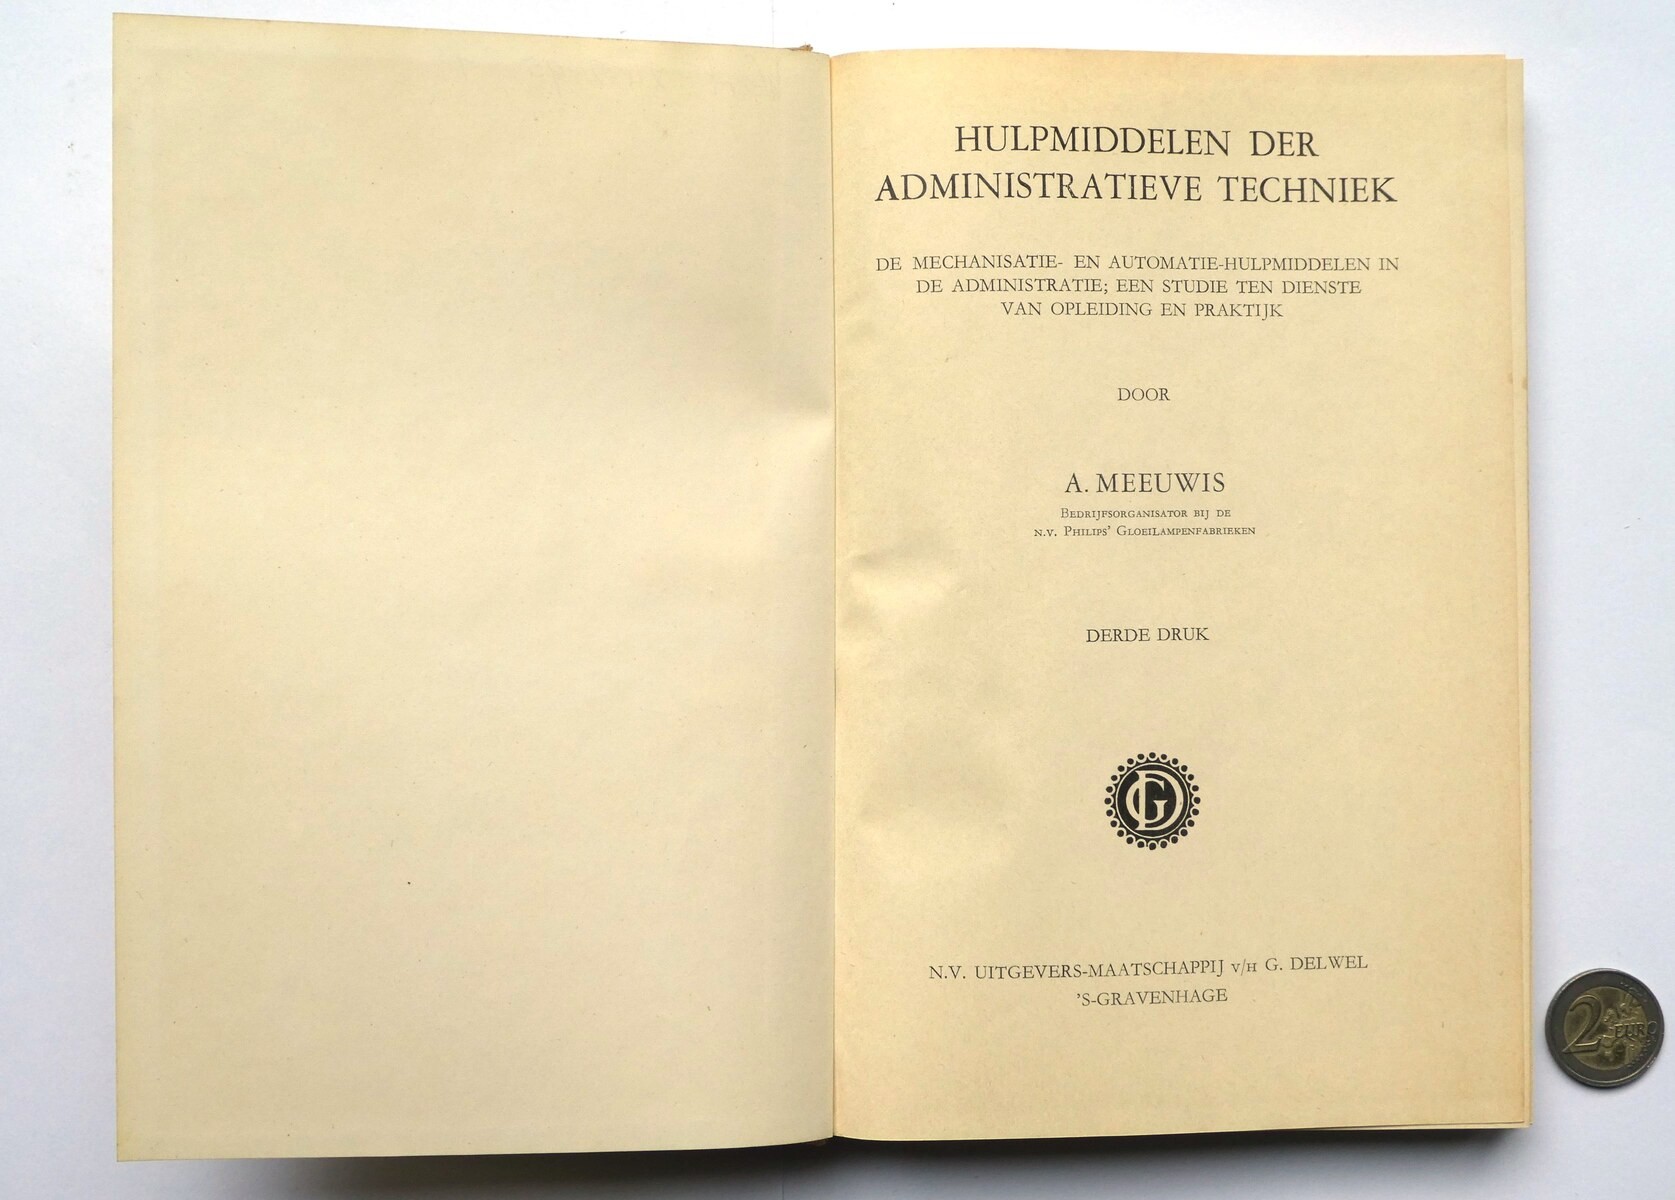 HULPMIDDELEN DER
ADMINISTRATIEVE TECHNIEK
DE MECHANISATIE- EN AUTOMATIE-HULPMIDDELEN IN
DE ADMINISTRATIE; EEN STUDIE TEN DIENSTE
VAN OPLEIDING EN PRAKTIJK
DOOR
A. MEEUWIS
BEDRIJFSORGANISATOR BIJ DE
N.V. PHILIPS' GLOEILAMPENFABRIEKEN
DERDE DRUK
GD
N.V. UITGEVERS-MAATSCHAPPIJ V/H G. DELWEL
'S-GRAVENHAGE
2 EURO